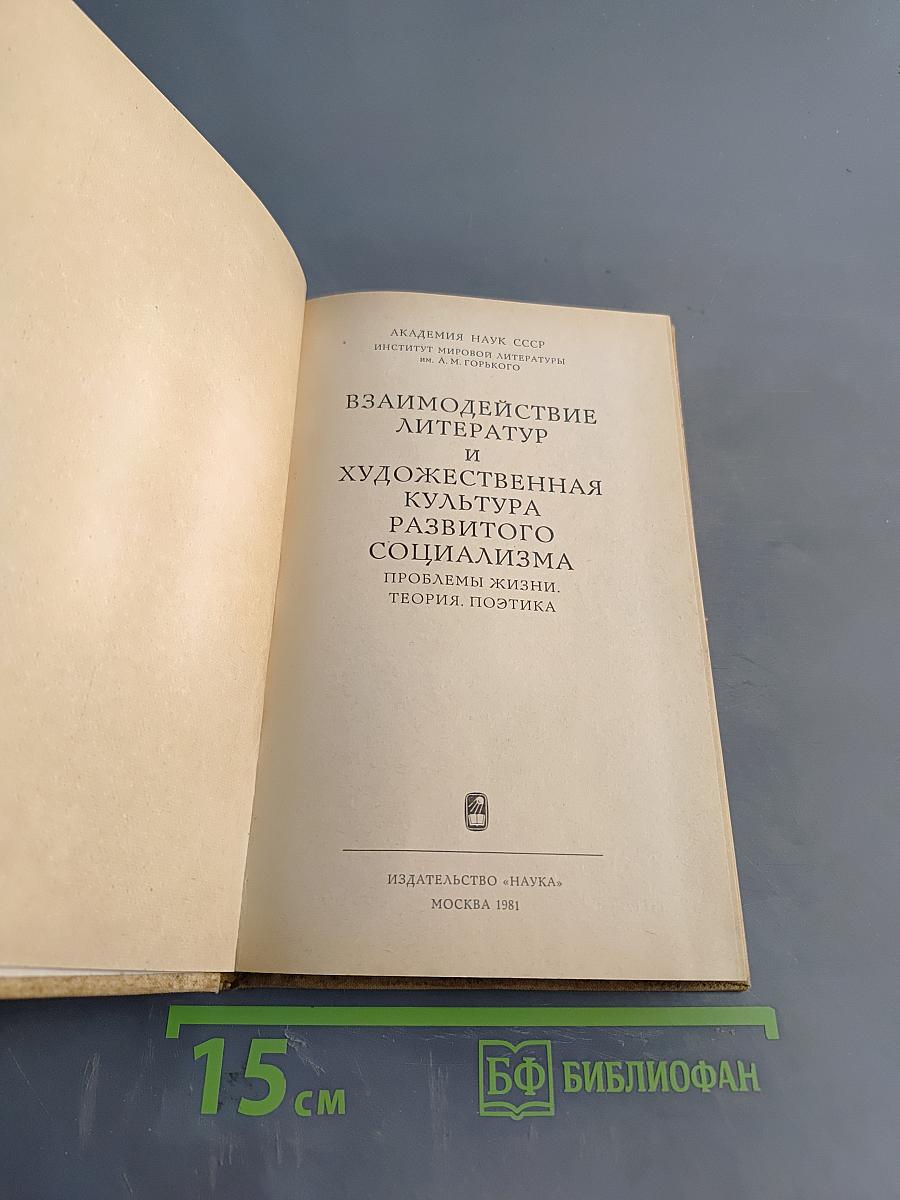 АКАДЕМИЯ НАУК СССР
ИНСТИТУТ МИРОВОЙ ЛИТЕРАТУРЫ
им. А. М. ГОРЬКОГО
ВЗАИМОДЕЙСТВИЕ
ЛИТЕРАТУР
И
ХУДОЖЕСТВЕННАЯ
КУЛЬТУРА
РАЗВИТОГО
СОЦИАЛИЗМА
ПРОБЛЕМЫ ЖИЗНИ.
ТЕОРИЯ. ПОЭТИКА
ИЗДАТЕЛЬСТВО «НАУКА»
МОСКВА 1981
15 см
БФ БИБЛИОФАН